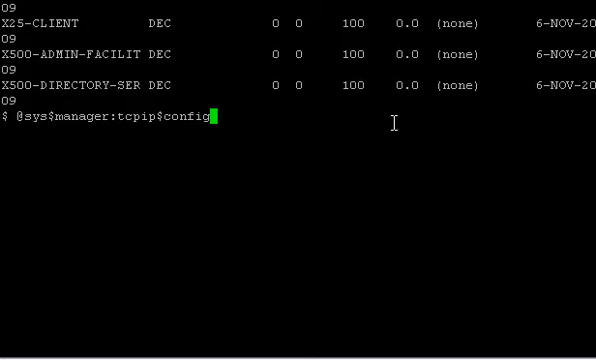 09
X25-CLIENT DEC 0 0 100 0.0 (none) 6-NOV-20
09
X500-ADMIN-FACILIT DEC 0 0 100 0.0 (none) 6-NOV-20
09
X500-DIRECTORY-SER DEC 0 0 100 0.0 (none) 6-NOV-20
09
$ @sys$manager:tcpip$config